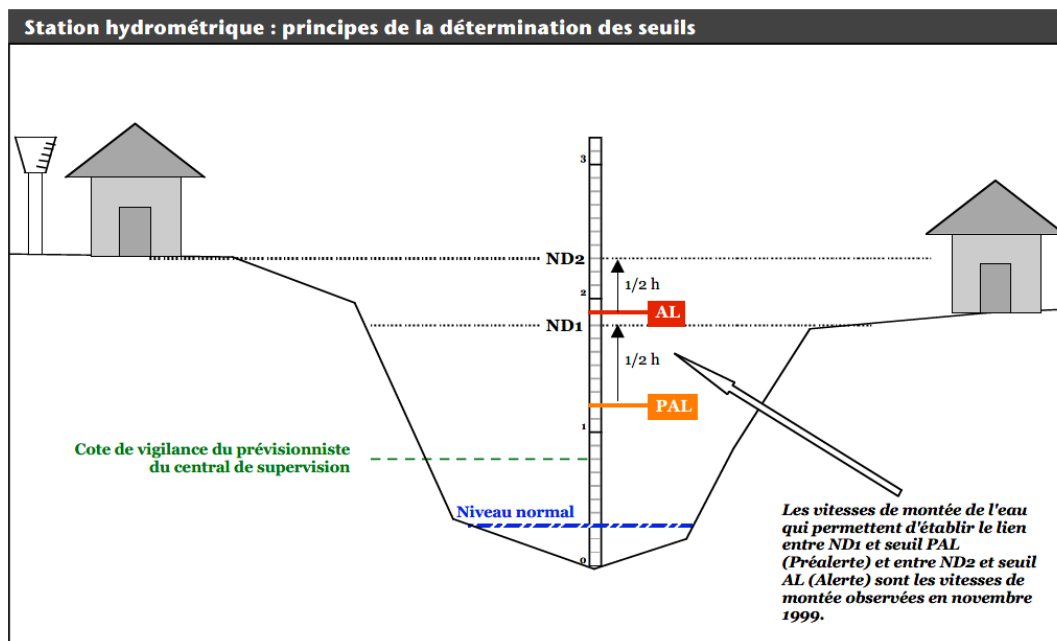 Station hydrométrique : principes de la détermination des seuils
3
ND2
1/2 h
2
AL
ND1
1/2 h
PAL
1
Cote de vigilance du prévisionniste
du central de supervision
Niveau normal
0
Les vitesses de montée de l'eau
qui permettent d'établir le lien
entre ND1 et seuil PAL
(Préalerte) et entre ND2 et seuil
AL (Alerte) sont les vitesses de
montée observées en novembre
1999.